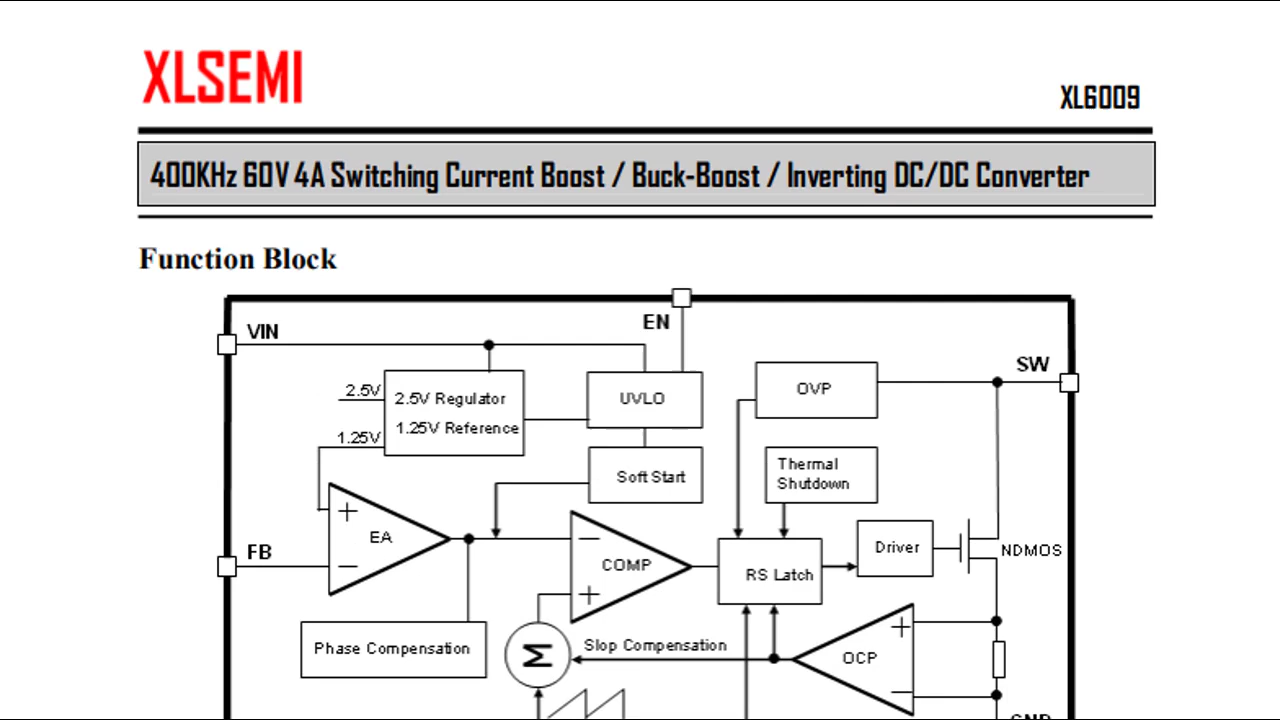 XLSEMI
XL6009
400KHz 60V 4A Switching Current Boost / Buck-Boost / Inverting DC/DC Converter
Function Block
EN
VIN
SW
2.5V
2.5V Regulator
1.25V Reference
UVLO
OVP
1.25V
Soft Start
Thermal
Shutdown
+
EA
−
FB
−
COMP
+
RS Latch
Driver
NDMOS
Phase Compensation
Σ
Slop Compensation
+
OCP
−
GND